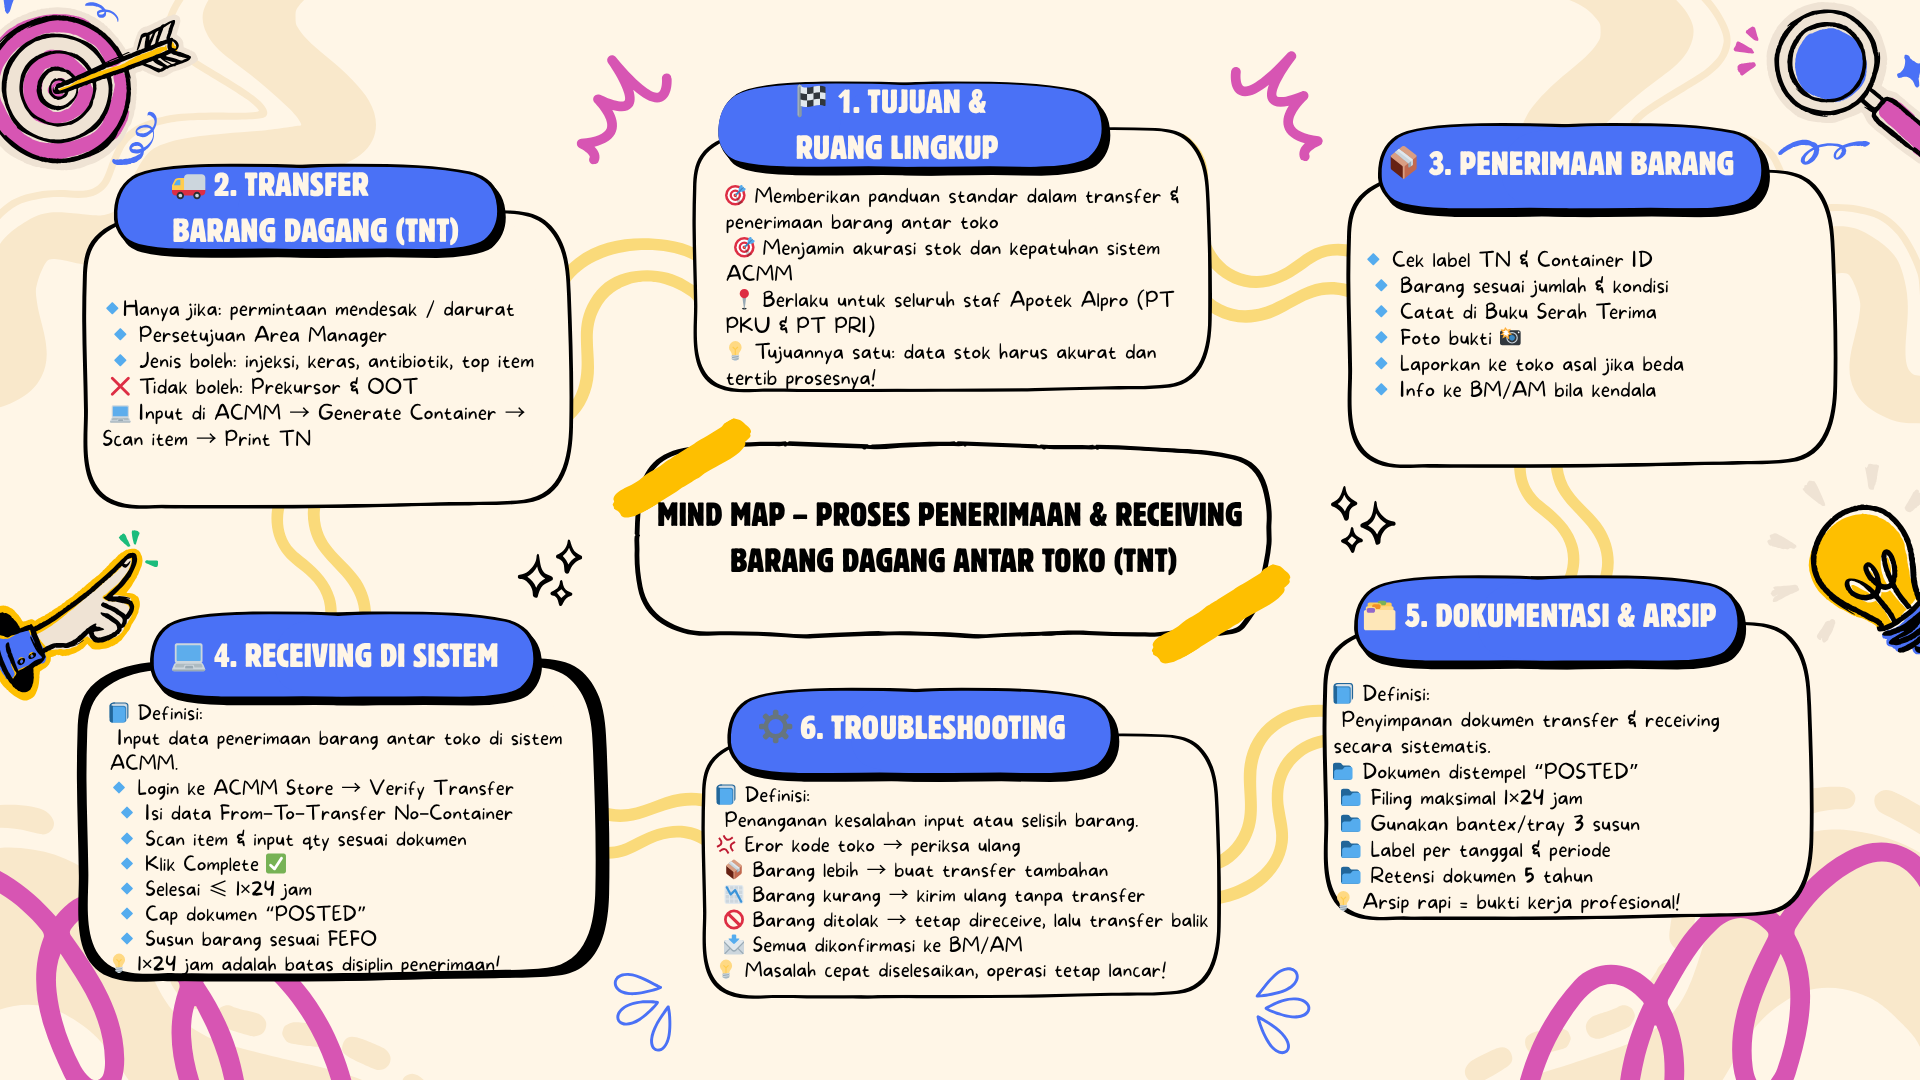 1. TUJUAN &
RUANG LINGKUP
Memberikan panduan standar dalam transfer &
penerimaan barang antar toko
Menjamin akurasi stok dan kepatuhan sistem
ACMM
Berlaku untuk seluruh staf Apotek Alpro (PT
PKU & PT PRI)
Tujuannya satu: data stok harus akurat dan
tertib prosesnya!
2. TRANSFER
BARANG DAGANG (TNT)
Hanya jika: permintaan mendesak / darurat
Persetujuan Area Manager
Jenis boleh: injeksi, keras, antibiotik, top item
Tidak boleh: Prekursor & OOT
Input di ACMM → Generate Container →
Scan item → Print TN
3. PENERIMAAN BARANG
Cek label TN & Container ID
Barang sesuai jumlah & kondisi
Catat di Buku Serah Terima
Foto bukti
Laporkan ke toko asal jika beda
Info ke BM/AM bila kendala
MIND MAP – PROSES PENERIMAAN & RECEIVING
BARANG DAGANG ANTAR TOKO (TNT)
4. RECEIVING DI SISTEM
Definisi:
Input data penerimaan barang antar toko di sistem
ACMM.
Login ke ACMM Store → Verify Transfer
Isi data From-To-Transfer No-Container
Scan item & input qty sesuai dokumen
Klik Complete ✅
Selesai ≤ 1×24 jam
Cap dokumen “POSTED”
Susun barang sesuai FEFO
1×24 jam adalah batas disiplin penerimaan!
5. DOKUMENTASI & ARSIP
Definisi:
Penyimpanan dokumen transfer & receiving
secara sistematis.
Dokumen distempel “POSTED”
Filing maksimal 1×24 jam
Gunakan bantex/tray 3 susun
Label per tanggal & periode
Retensi dokumen 5 tahun
Arsip rapi = bukti kerja profesional!
6. TROUBLESHOOTING
Definisi:
Penanganan kesalahan input atau selisih barang.
Eror kode toko → periksa ulang
Barang lebih → buat transfer tambahan
Barang kurang → kirim ulang tanpa transfer
Barang ditolak → tetap direceive, lalu transfer balik
Semua dikonfirmasi ke BM/AM
Masalah cepat diselesaikan, operasi tetap lancar!